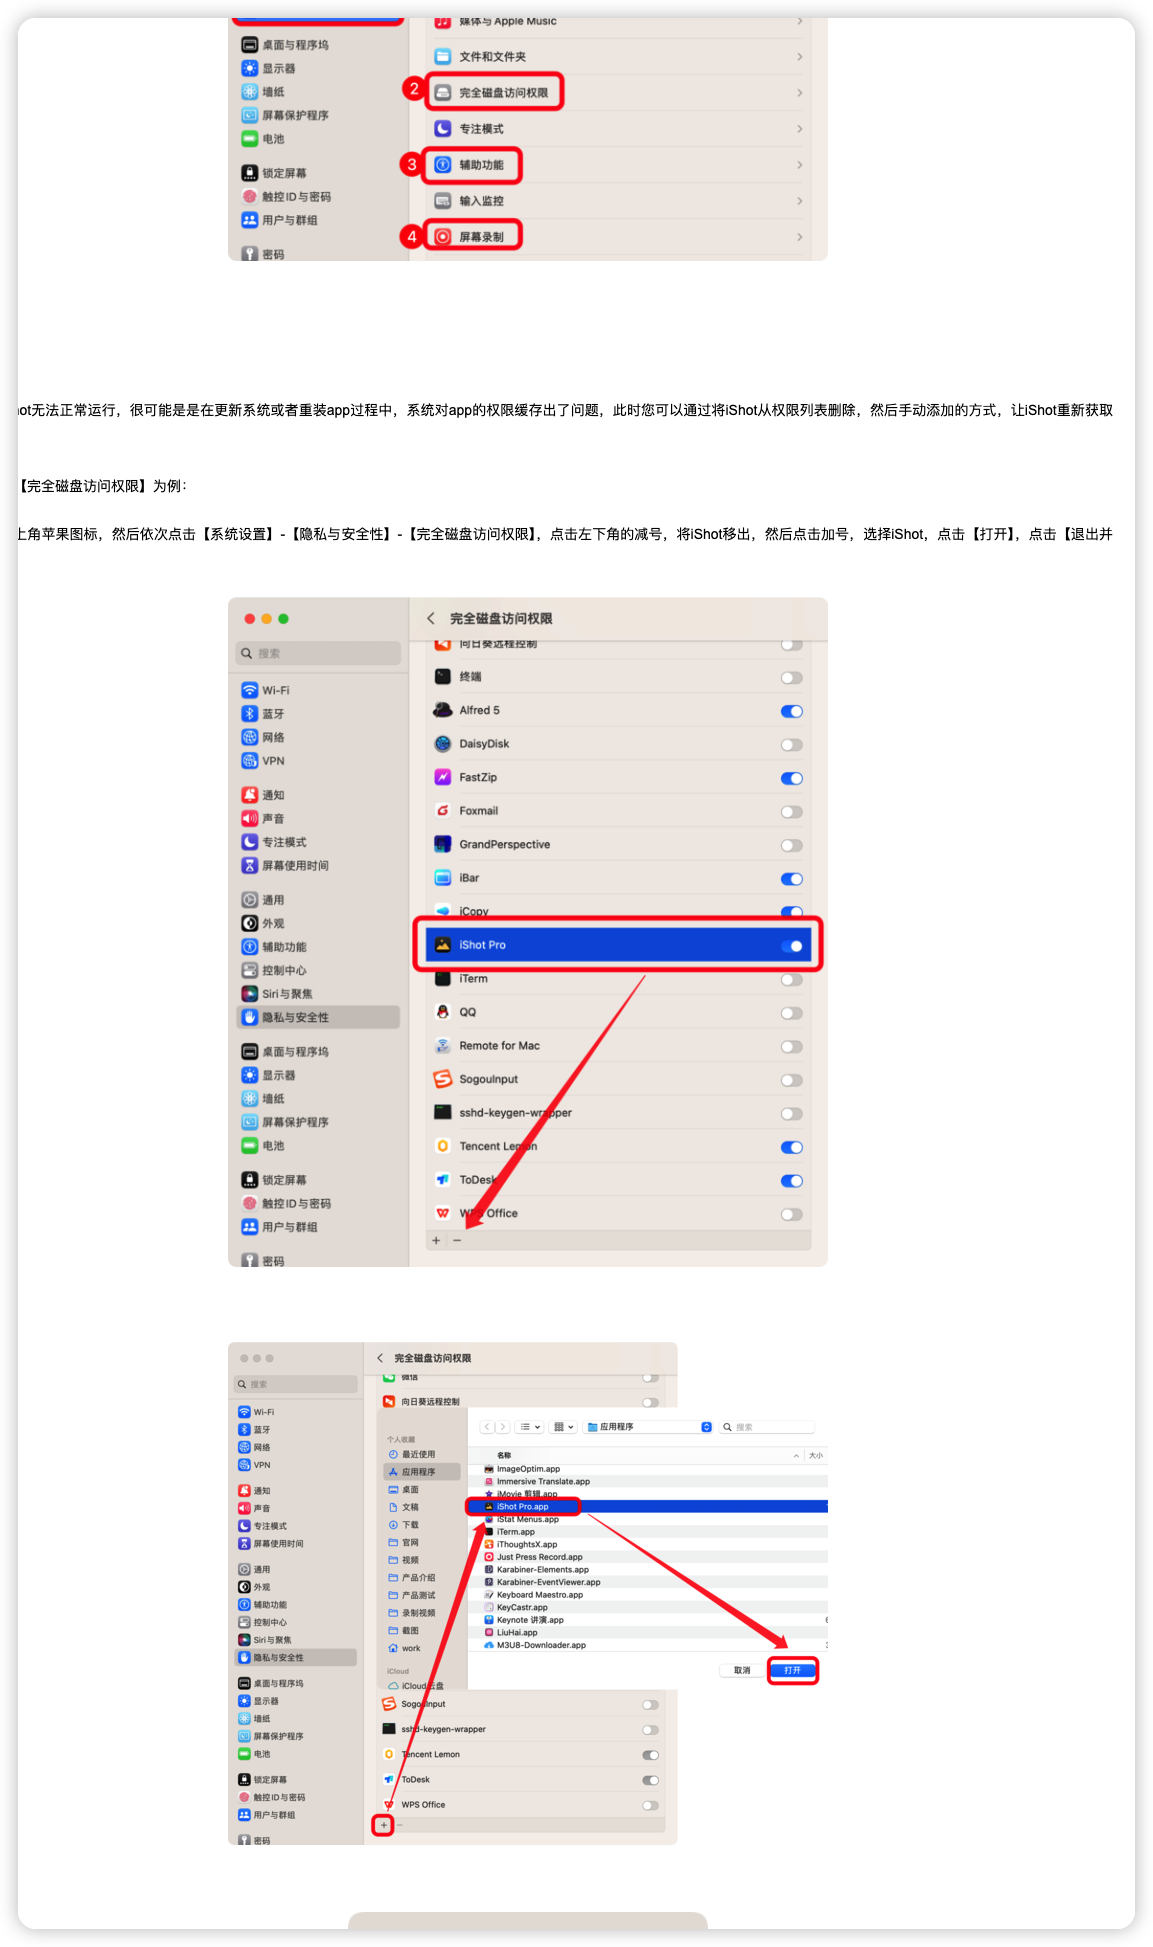 媒体与 Apple Music
桌面与程序坞
文件和文件夹
显示器
2
完全磁盘访问权限
墙纸
屏幕保护程序
专注模式
电池
3
辅助功能
锁定屏幕
触控ID与密码
输入监控
用户与群组
4
屏幕录制
密码
ot无法正常运行，很可能是是在更新系统或者重装app过程中，系统对app的权限缓存出了问题，此时您可以通过将iShot从权限列表删除，然后手动添加的方式，让iShot重新获取
【完全磁盘访问权限】为例：
上角苹果图标，然后依次点击【系统设置】-【隐私与安全性】-【完全磁盘访问权限】，点击左下角的减号，将iShot移出，然后点击加号，选择iShot，点击【打开】，点击【退出并
完全磁盘访问权限
搜索
Wi-Fi
蓝牙
网络
VPN
通知
声音
专注模式
屏幕使用时间
通用
外观
辅助功能
控制中心
Siri与聚焦
隐私与安全性
桌面与程序坞
显示器
墙纸
屏幕保护程序
电池
锁定屏幕
触控ID与密码
用户与群组
密码
向日葵远程控制
终端
Alfred 5
DaisyDisk
FastZip
Foxmail
GrandPerspective
iBar
iCopy
iShot Pro
iTerm
QQ
Remote for Mac
SogouInput
sshd-keygen-wrapper
Tencent Lemon
ToDesk
WPS Office
+ −
完全磁盘访问权限
搜索
Wi-Fi
蓝牙
网络
VPN
通知
声音
专注模式
屏幕使用时间
通用
外观
辅助功能
控制中心
Siri与聚焦
隐私与安全性
桌面与程序坞
显示器
墙纸
屏幕保护程序
电池
锁定屏幕
触控ID与密码
用户与群组
密码
微信
向日葵远程控制
个人收藏
最近使用
应用程序
桌面
文稿
下载
官网
视频
产品介绍
产品测试
录制视频
截图
work
iCloud
iCloud云盘
应用程序
搜索
名称
大小
ImageOptim.app
Immersive Translate.app
iMovie 剪辑.app
iShot Pro.app
iStat Menus.app
iTerm.app
iThoughtsX.app
Just Press Record.app
Karabiner-Elements.app
Karabiner-EventViewer.app
Keyboard Maestro.app
KeyCastr.app
Keynote 讲演.app
LiuHai.app
M3U8-Downloader.app
取消
打开
SogouInput
sshd-keygen-wrapper
Tencent Lemon
ToDesk
WPS Office
+ −